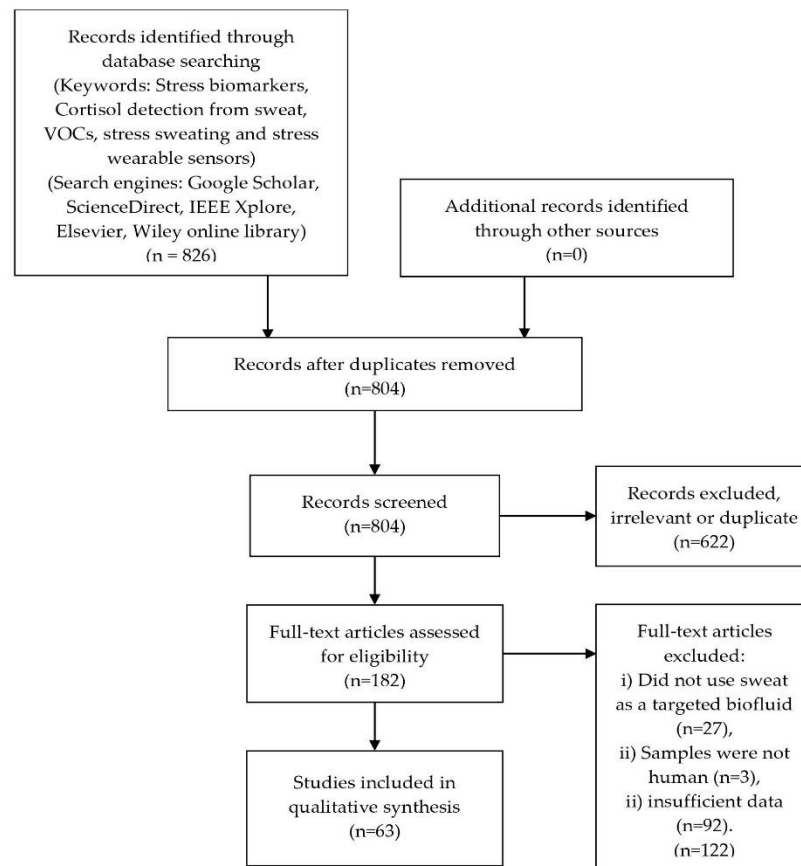 Records identified through
database searching
(Keywords: Stress biomarkers,
Cortisol detection from sweat,
VOCs, stress sweating and stress
wearable sensors)
(Search engines: Google Scholar,
ScienceDirect, IEEE Xplore,
Elsevier, Wiley online library)
(n = 826)
Additional records identified
through other sources
(n=0)
Records after duplicates removed
(n=804)
Records screened
(n=804)
Records excluded,
irrelevant or duplicate
(n=622)
Full-text articles assessed
for eligibility
(n=182)
Full-text articles
excluded:
i) Did not use sweat
as a targeted biofluid
(n=27),
ii) Samples were not
human (n=3),
ii) insufficient data
(n=92).
(n=122)
Studies included in
qualitative synthesis
(n=63)